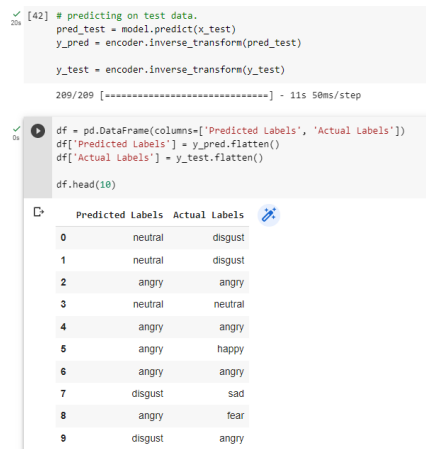 20s [42] # predicting on test data.
pred_test = model.predict(x_test)
y_pred = encoder.inverse_transform(pred_test)
y_test = encoder.inverse_transform(y_test)
209/209 [==============================] - 11s 50ms/step
0s df = pd.DataFrame(columns=['Predicted Labels', 'Actual Labels'])
df['Predicted Labels'] = y_pred.flatten()
df['Actual Labels'] = y_test.flatten()
df.head(10)
Predicted Labels Actual Labels
0 neutral disgust
1 neutral disgust
2 angry angry
3 neutral neutral
4 angry angry
5 angry happy
6 angry angry
7 disgust sad
8 angry fear
9 disgust angry